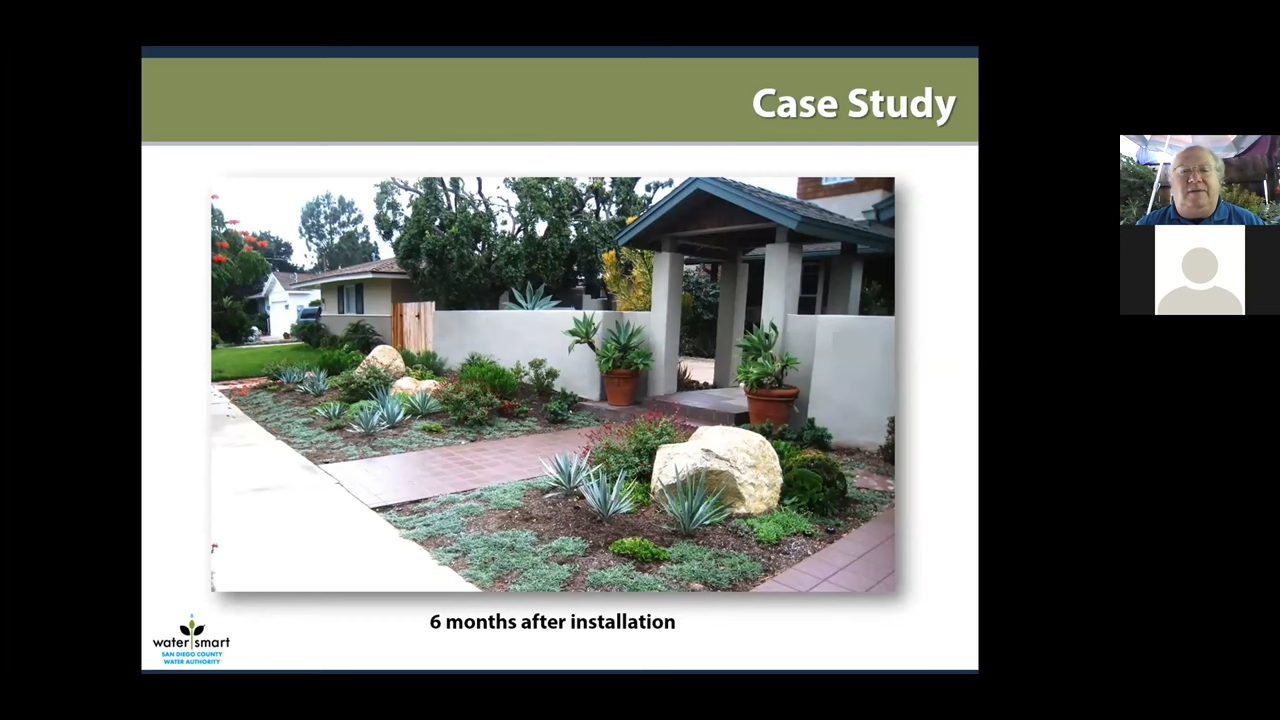 Case Study
6 months after installation
water smart
SAN DIEGO COUNTY
WATER AUTHORITY